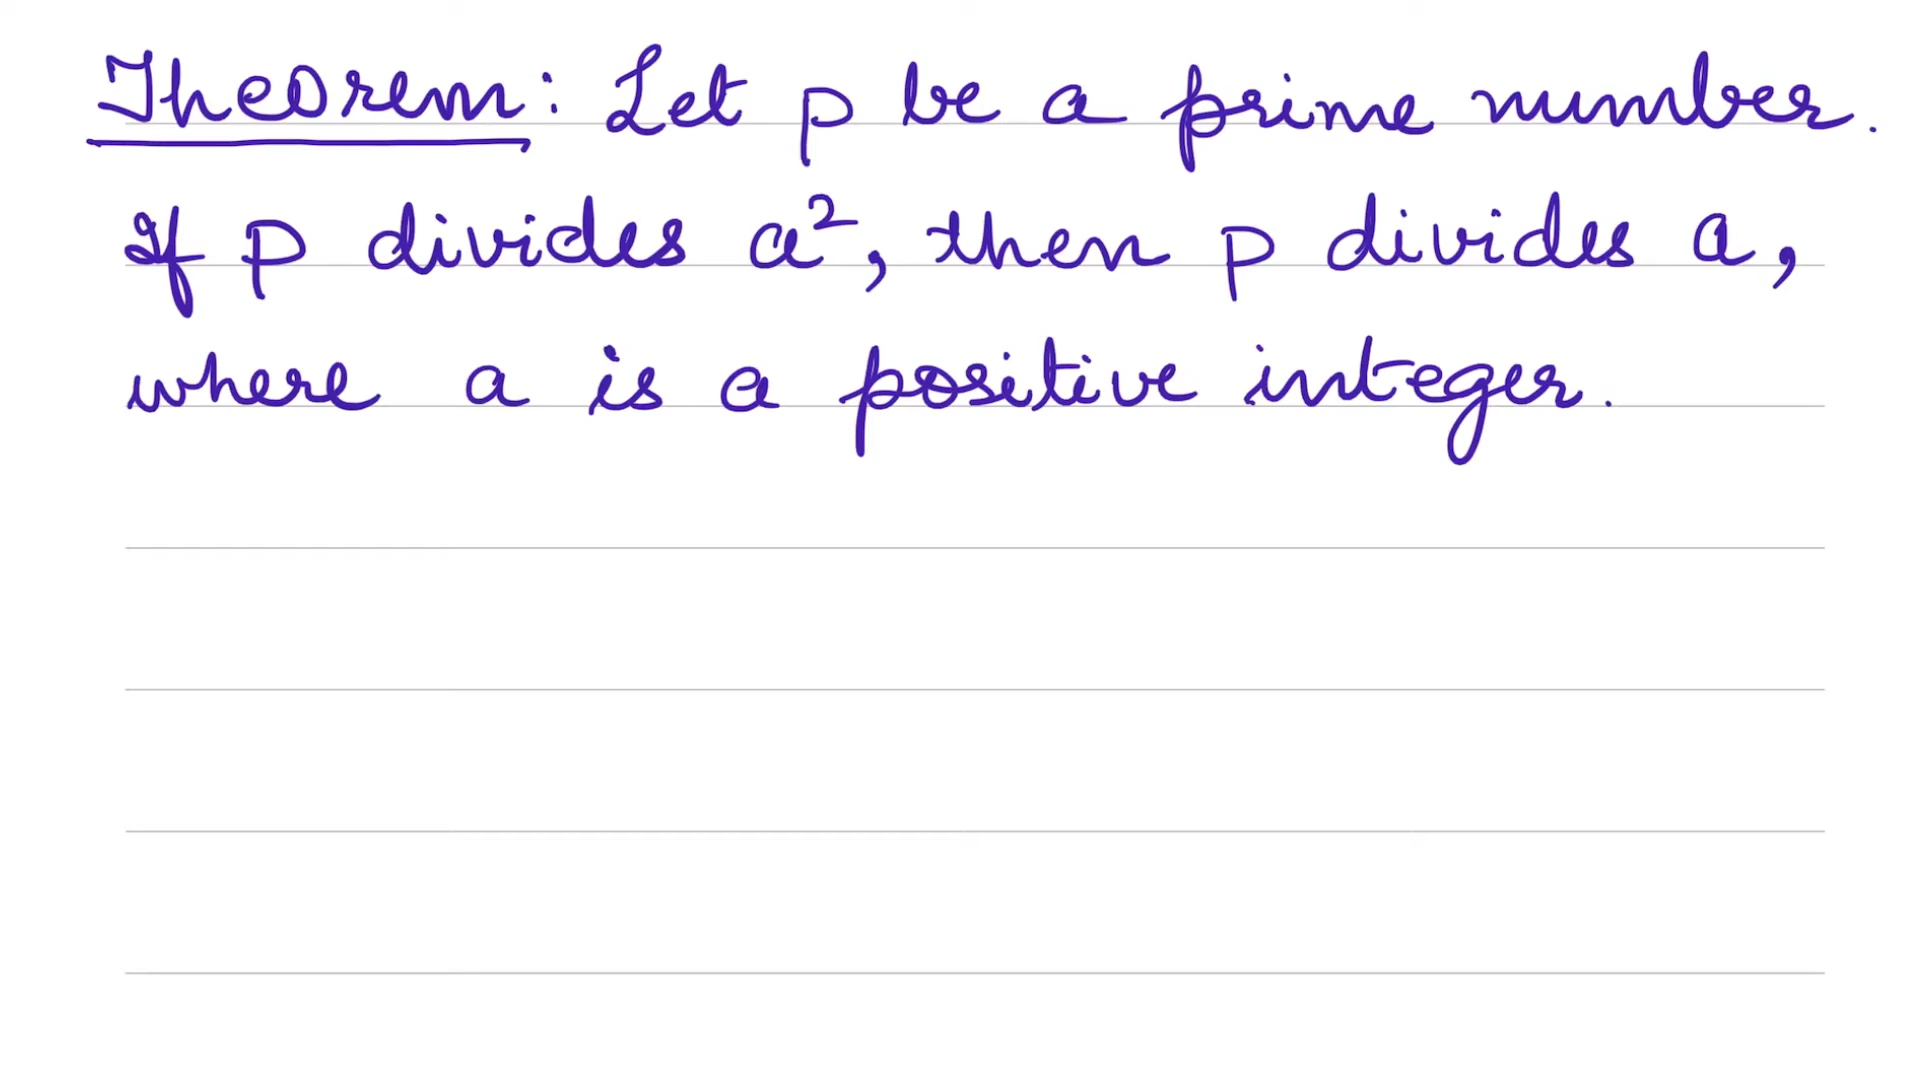 Theorem: Let p be a prime number.
If p divides a², then p divides a,
where a is a positive integer.